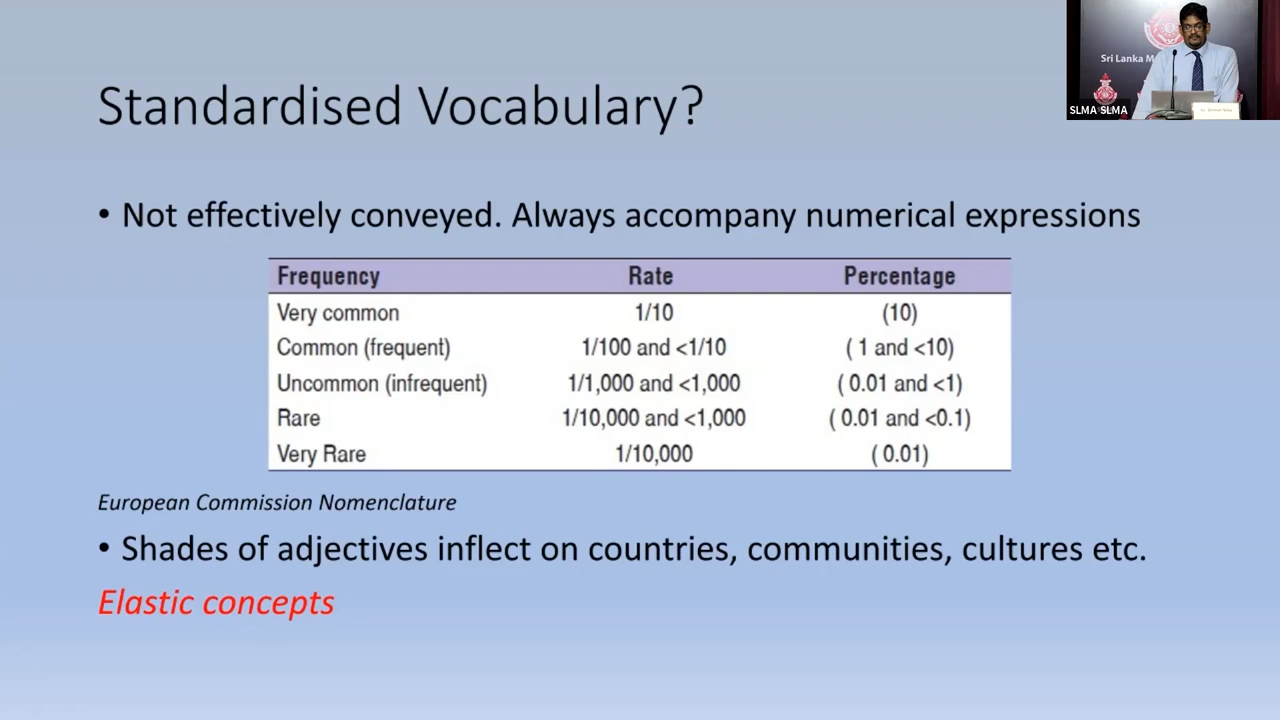 Standardised Vocabulary?
Sri Lanka M
SLMA SLMA
• Not effectively conveyed. Always accompany numerical expressions
Frequency Rate Percentage
Very common 1/10 (10)
Common (frequent) 1/100 and <1/10 ( 1 and <10)
Uncommon (infrequent) 1/1,000 and <1,000 ( 0.01 and <1)
Rare 1/10,000 and <1,000 ( 0.01 and <0.1)
Very Rare 1/10,000 ( 0.01)
European Commission Nomenclature
• Shades of adjectives inflect on countries, communities, cultures etc.
Elastic concepts